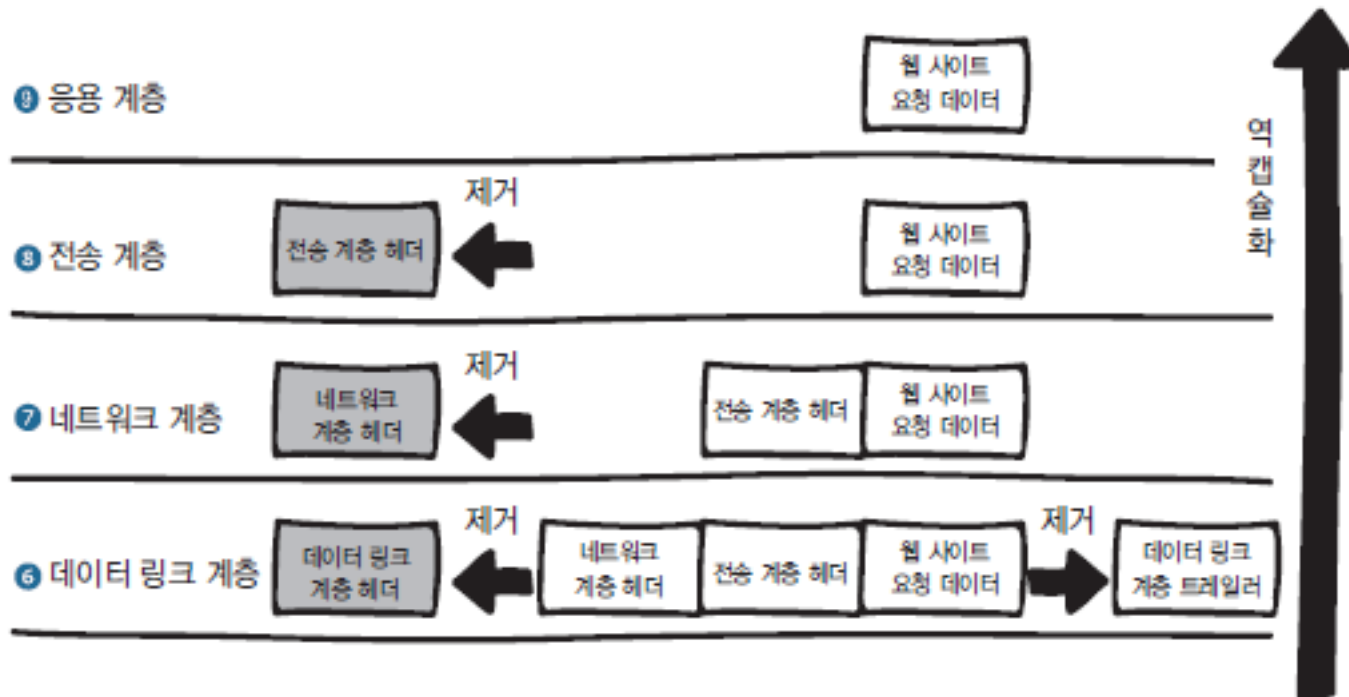 웹 사이트
요청 데이터
❾ 응용 계층
역캡슐화
제거
전송 계층 헤더
웹 사이트
요청 데이터
❽ 전송 계층
제거
네트워크
계층 헤더
전송 계층 헤더
웹 사이트
요청 데이터
❼ 네트워크 계층
제거
제거
데이터 링크
계층 헤더
네트워크
계층 헤더
전송 계층 헤더
웹 사이트
요청 데이터
데이터 링크
계층 트레일러
❻ 데이터 링크 계층